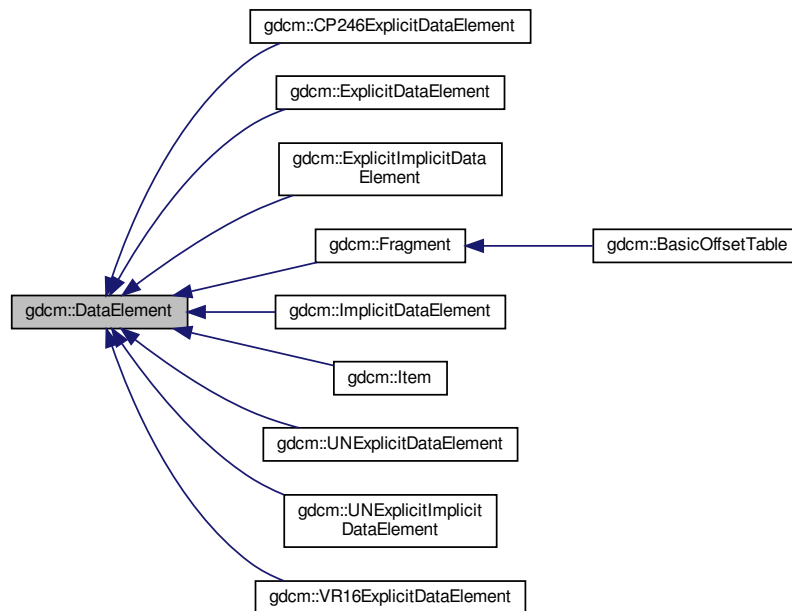 gdcm::CP246ExplicitDataElement
gdcm::ExplicitDataElement
gdcm::ExplicitImplicitData
Element
gdcm::Fragment
gdcm::BasicOffsetTable
gdcm::DataElement
gdcm::ImplicitDataElement
gdcm::Item
gdcm::UNExplicitDataElement
gdcm::UNExplicitImplicit
DataElement
gdcm::VR16ExplicitDataElement